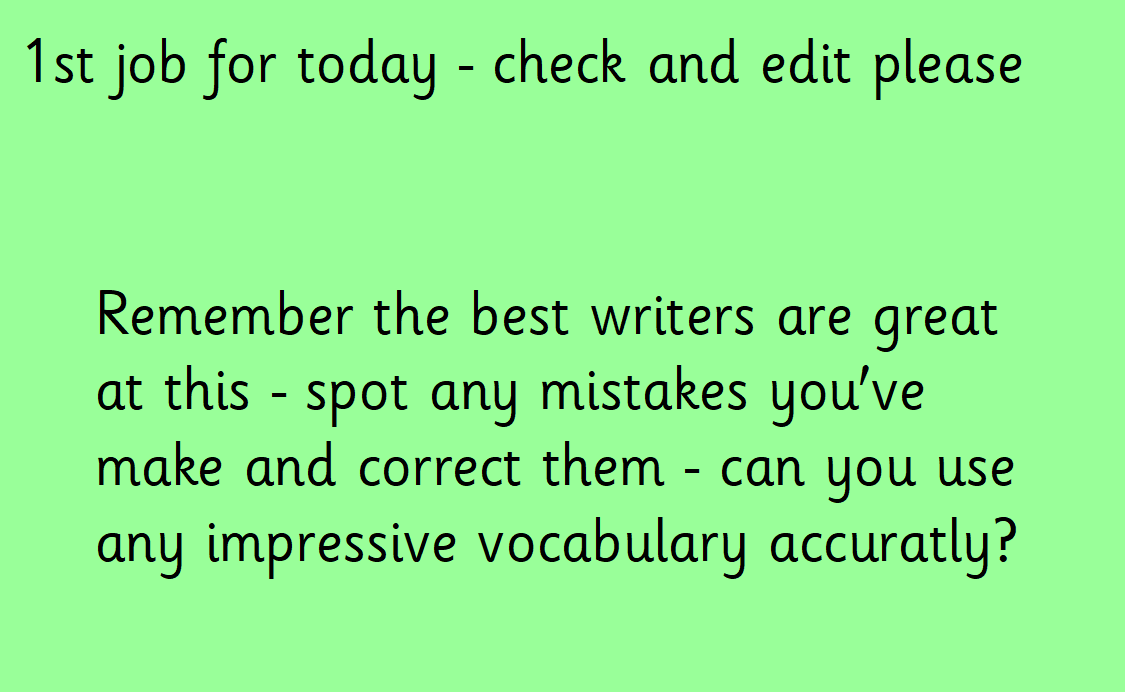 1st job for today - check and edit please
Remember the best writers are great
at this - spot any mistakes you've
make and correct them - can you use
any impressive vocabulary accuratly?